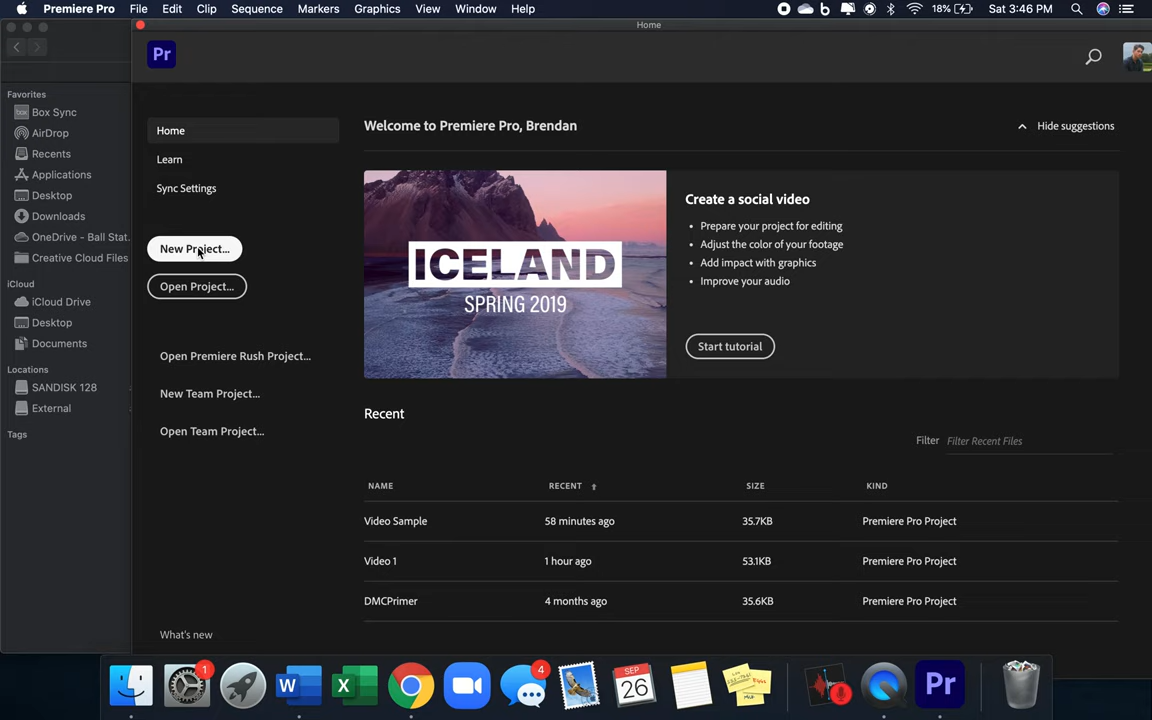 Premiere Pro File Edit Clip Sequence Markers Graphics View Window Help
18% Sat 3:46 PM
Home
Pr
Favorites
Box Sync
AirDrop
Recents
Applications
Desktop
Downloads
OneDrive - Ball Stat.
Creative Cloud Files
iCloud
iCloud Drive
Desktop
Documents
Locations
SANDISK 128
External
Tags
Home
Learn
Sync Settings
New Project...
Open Project...
Open Premiere Rush Project...
New Team Project...
Open Team Project...
What's new
Welcome to Premiere Pro, Brendan
Hide suggestions
ICELAND
SPRING 2019
Create a social video
• Prepare your project for editing
• Adjust the color of your footage
• Add impact with graphics
• Improve your audio
Start tutorial
Recent
Filter Filter Recent Files
NAME RECENT SIZE KIND
Video Sample 58 minutes ago 35.7KB Premiere Pro Project
Video 1 1 hour ago 53.1KB Premiere Pro Project
DMCPrimer 4 months ago 35.6KB Premiere Pro Project
1
W
X
4
SEP
26
Pr